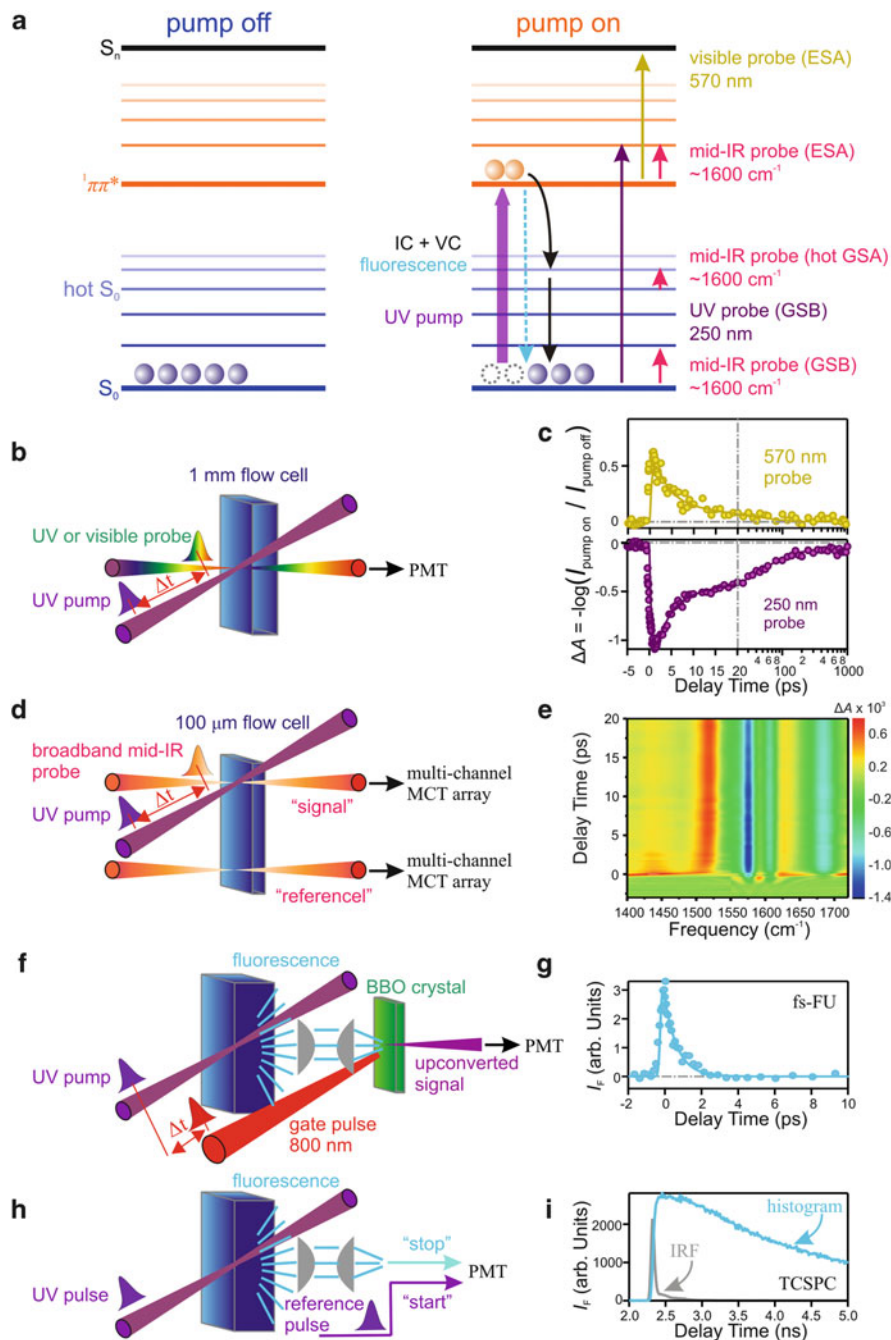 a
pump off
pump on
Sn
visible probe (ESA)
570 nm
mid-IR probe (ESA)
~1600 cm⁻¹
¹ππ*
IC + VC
fluorescence
mid-IR probe (hot GSA)
~1600 cm⁻¹
hot S₀
UV pump
UV probe (GSB)
250 nm
mid-IR probe (GSB)
~1600 cm⁻¹
S₀
b
1 mm flow cell
UV or visible probe
Δt
UV pump
PMT
c
ΔA = -log(I pump on / I pump off)
0.5
0
570 nm
probe
0
-0.5
-1
250 nm
probe
-5 0 5 10 15 20 4 6 8 100 2 4 6 8 1000
Delay Time (ps)
d
100 μm flow cell
broadband mid-IR
probe
Δt
UV pump
"signal"
multi-channel
MCT array
"referencel"
multi-channel
MCT array
e
ΔA x 10³
Delay Time (ps)
20
15
10
5
0
0.6
0.2
-0.2
-0.6
-1.0
-1.4
1400 1450 1500 1550 1600 1650 1700
Frequency (cm⁻¹)
f
fluorescence
BBO crystal
UV pump
Δt
gate pulse
800 nm
upconverted
signal
PMT
g
I_F (arb. Units)
3
2
1
0
fs-FU
-2 0 2 4 6 8 10
Delay Time (ps)
h
fluorescence
UV pulse
"stop"
reference
pulse
"start"
PMT
i
I_F (arb. Units)
2000
1000
0
histogram
IRF
TCSPC
2.0 2.5 3.0 3.5 4.0 4.5 5.0
Delay Time (ns)